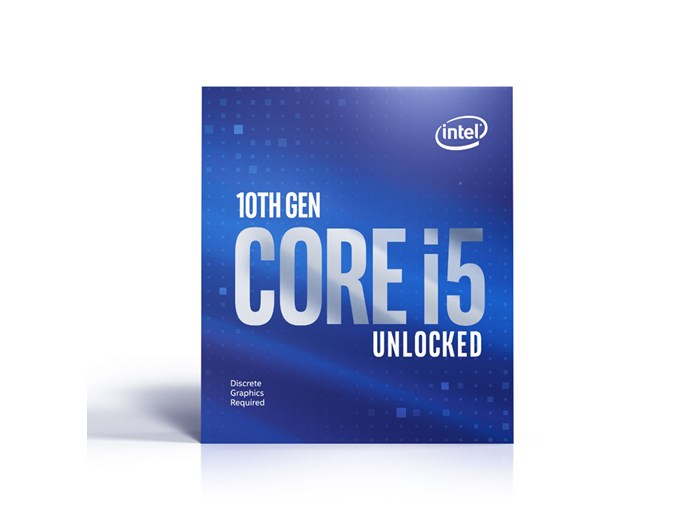 intel
10TH GEN
CORE i5
UNLOCKED
Discrete
Graphics
Required